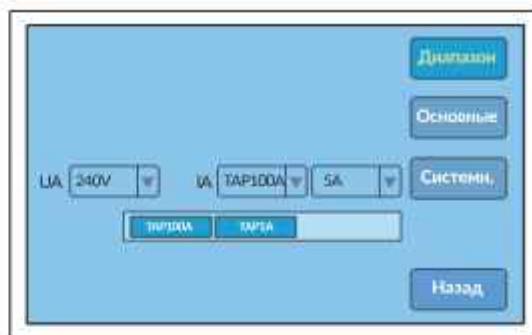 Диапазон
Основные
UA 240V IA TAP100A 5A Системн.
TAP100A TAP1A
Назад